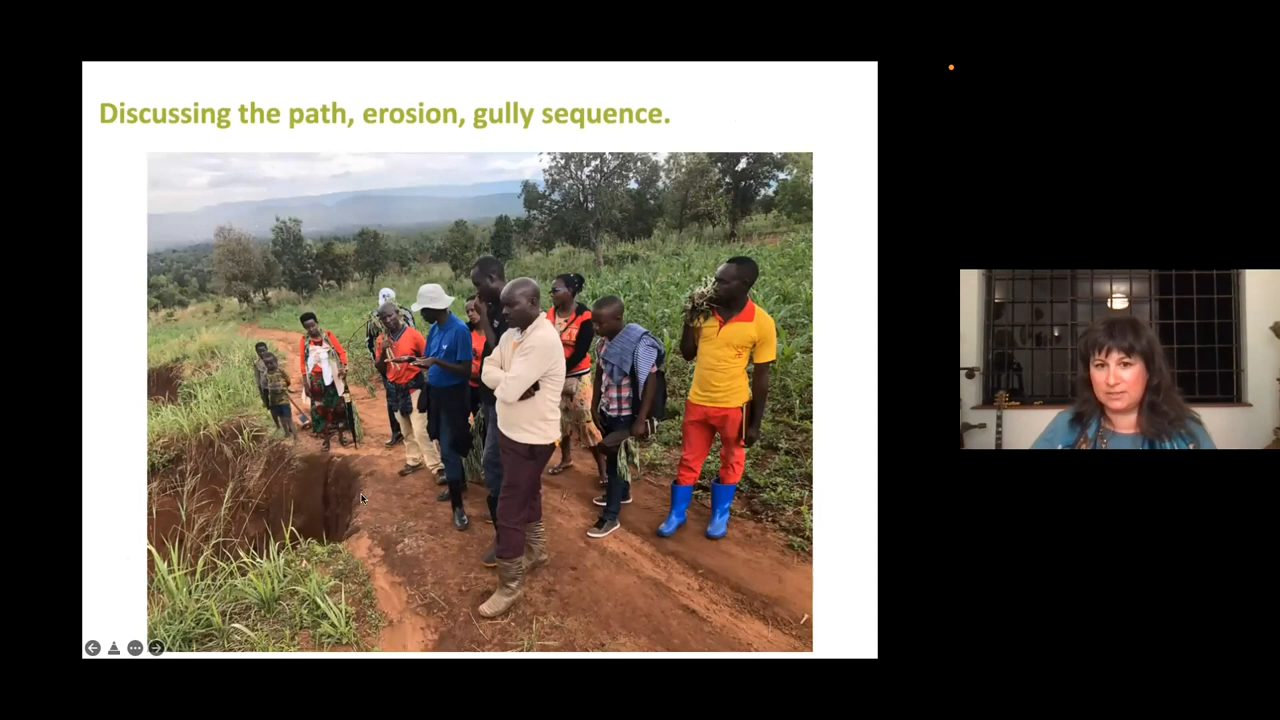 Discussing the path, erosion, gully sequence.